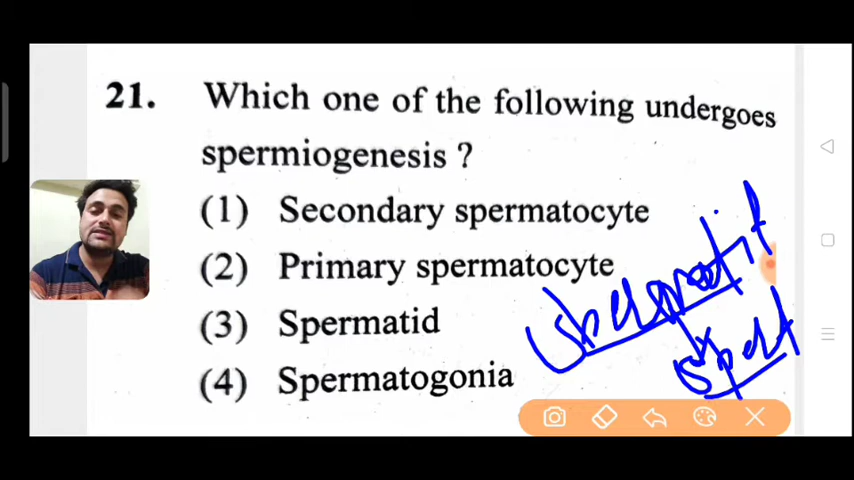 21. Which one of the following undergoes
spermiogenesis ?
(1) Secondary spermatocyte
(2) Primary spermatocyte
(3) Spermatid
(4) Spermatogonia